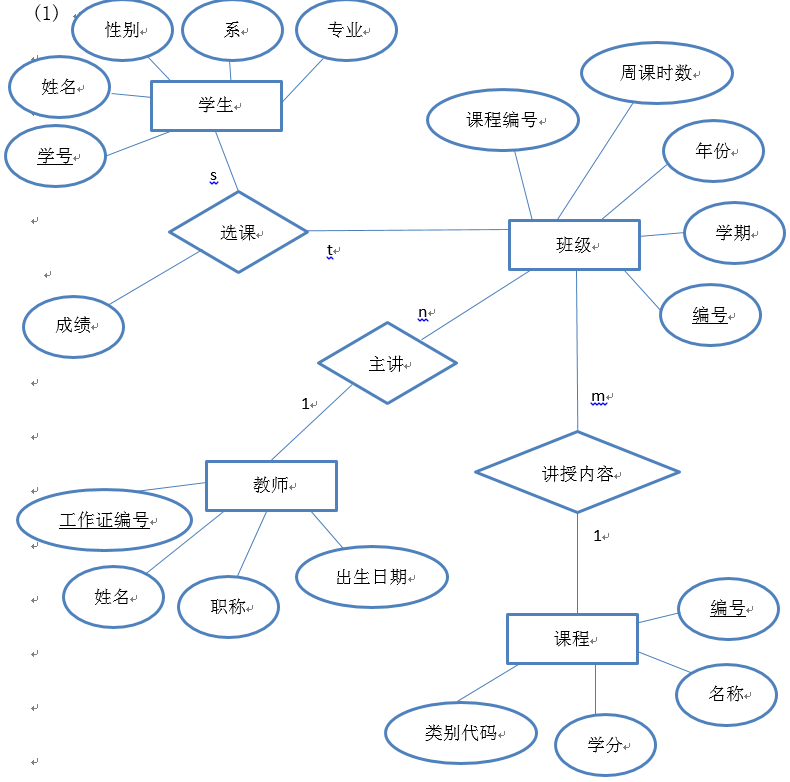 (1)
性别
系
专业
姓名
学生
学号
周课时数
课程编号
年份
s
选课
t
班级
学期
成绩
编号
n
主讲
1
m
教师
讲授内容
工作证编号
1
出生日期
姓名
职称
编号
课程
名称
类别代码
学分